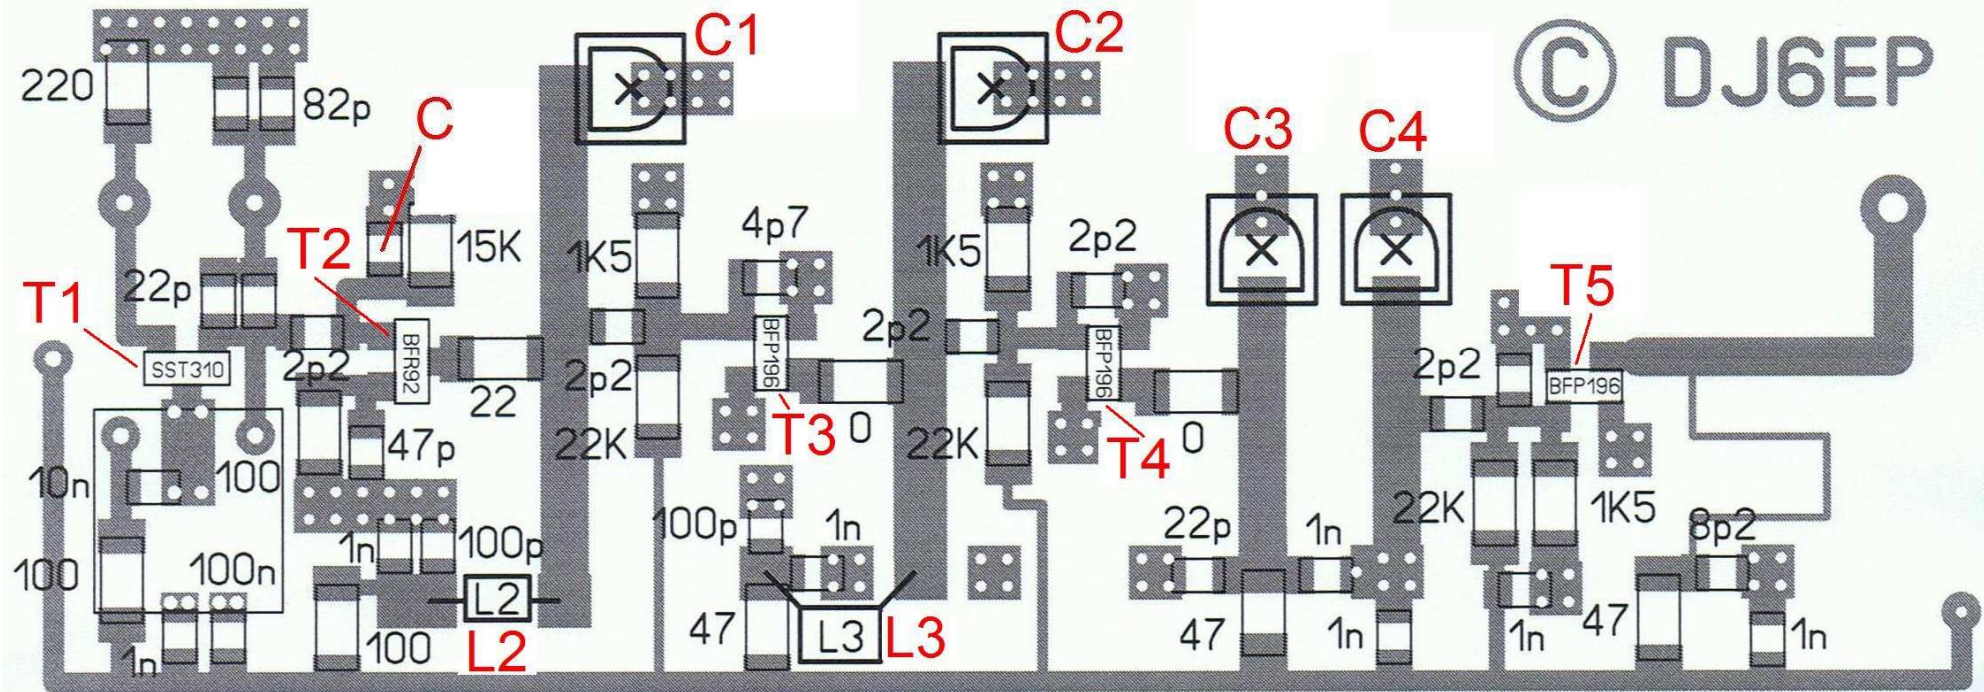 C1
C2
© DJ6EP
220
82p
C
C3
C4
T2
15K
1K5
4p7
1K5
2p2
T1
22p
T5
SST310
2p2
BFR92
22
2p2
BFP196
2p2
BFP196
2p2
BFP196
T3
0
T4
0
22K
22K
47p
10n
100
22K
1K5
100
1n
100p
100p
1n
22p
1n
8p2
100n
L2
L3
1n
100
L2
47
L3
47
1n
1n
47
1n